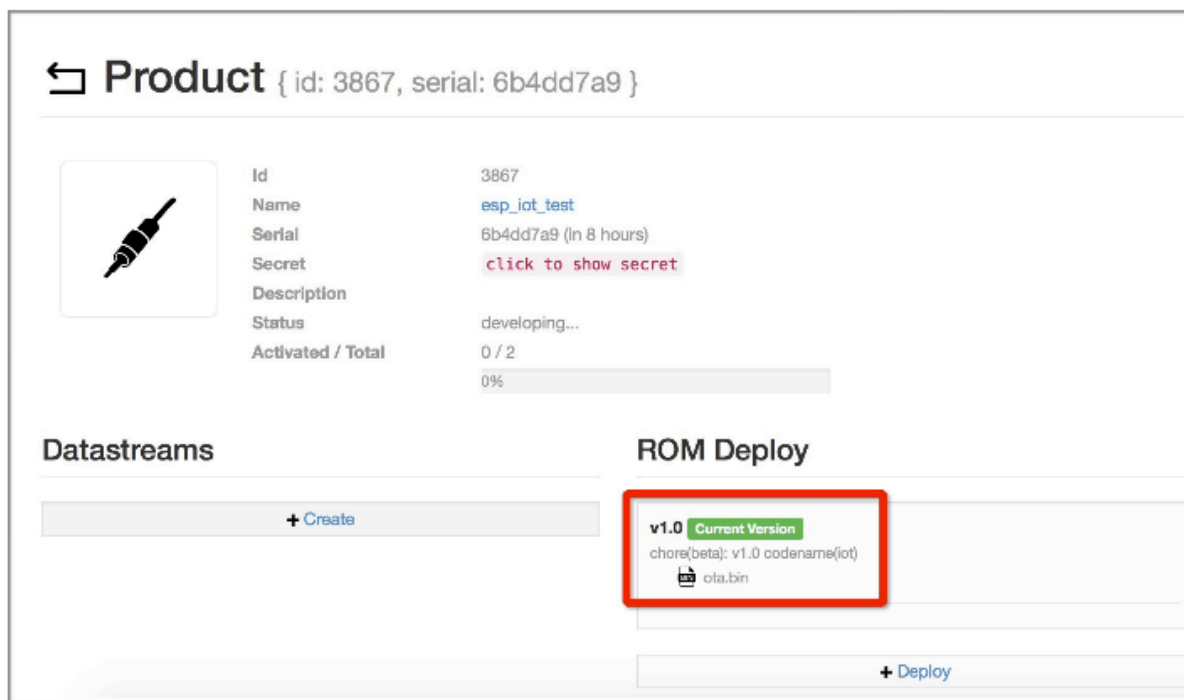 Product { id: 3867, serial: 6b4dd7a9 }
Id 3867
Name esp_iot_test
Serial 6b4dd7a9 (in 8 hours)
Secret click to show secret
Description
Status developing...
Activated / Total 0 / 2
0%
Datastreams
+ Create
ROM Deploy
v1.0 Current Version
chore(beta): v1.0 codename(iot)
ota.bin
+ Deploy